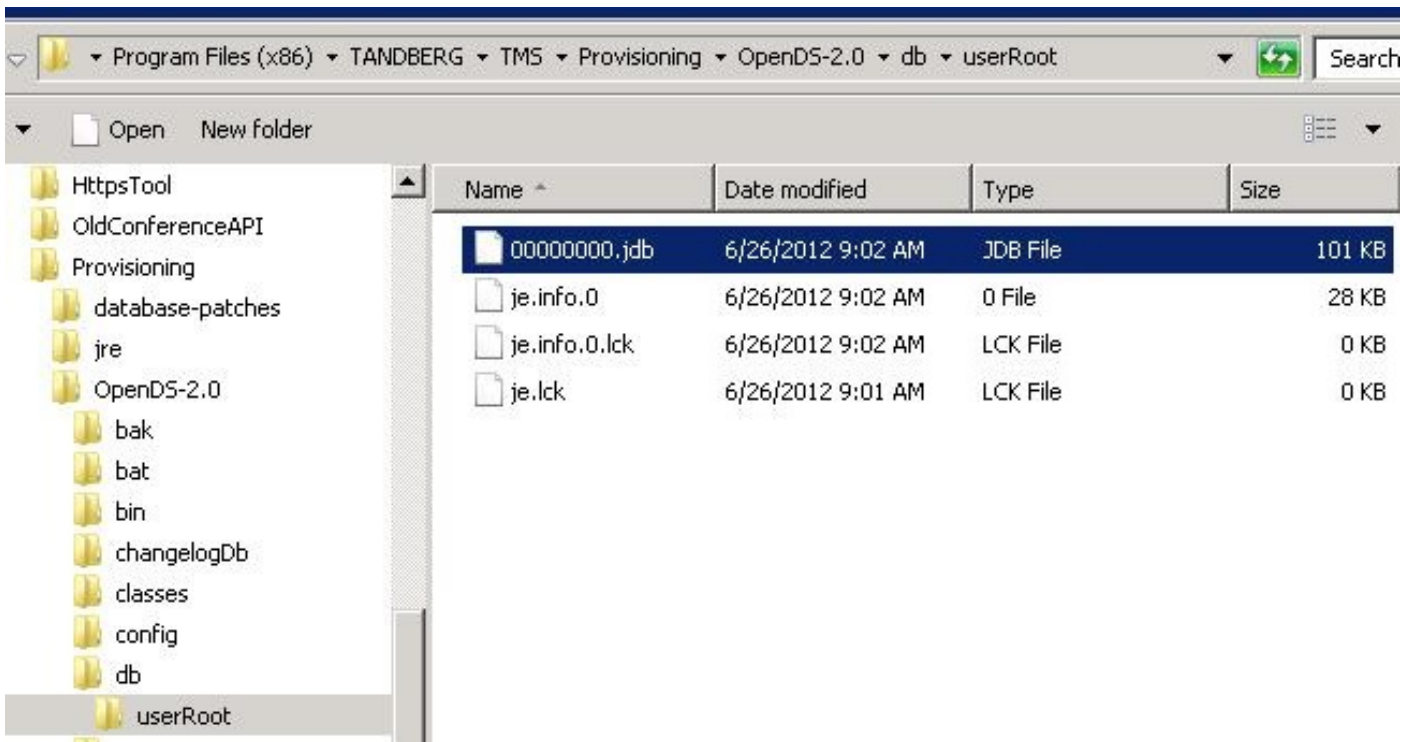 Program Files (x86) TANDBERG TMS Provisioning OpenDS-2.0 db userRoot Search
Open New folder
HttpsTool
OldConferenceAPI
Provisioning
database-patches
jre
OpenDS-2.0
bak
bat
bin
changelogDb
classes
config
db
userRoot
Name Date modified Type Size
00000000.jdb 6/26/2012 9:02 AM JDB File 101 KB
je.info.0 6/26/2012 9:02 AM 0 File 28 KB
je.info.0.lck 6/26/2012 9:02 AM LCK File 0 KB
je.lck 6/26/2012 9:01 AM LCK File 0 KB